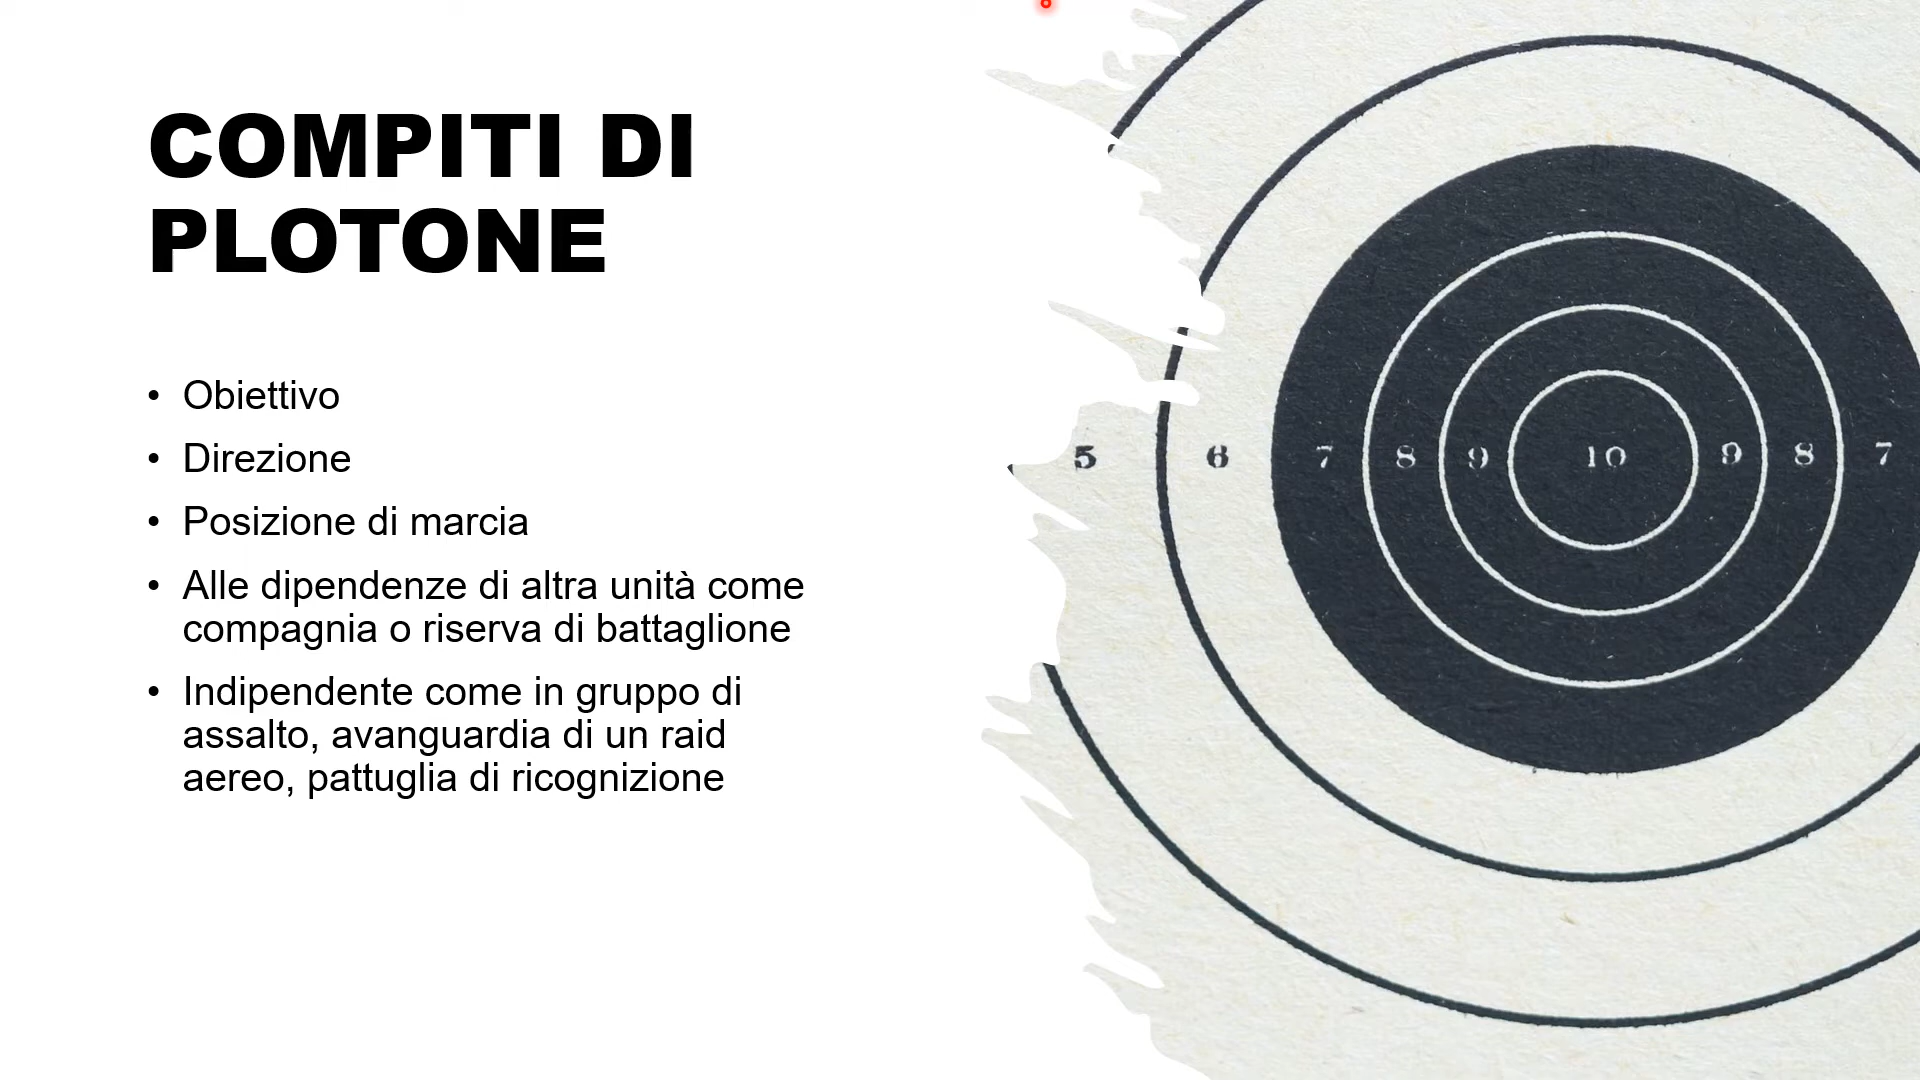 COMPITI DI
PLOTONE
• Obiettivo
• Direzione
• Posizione di marcia
• Alle dipendenze di altra unità come
compagnia o riserva di battaglione
• Indipendente come in gruppo di
assalto, avanguardia di un raid
aereo, pattuglia di ricognizione
5 6 7 8 9 10 9 8 7